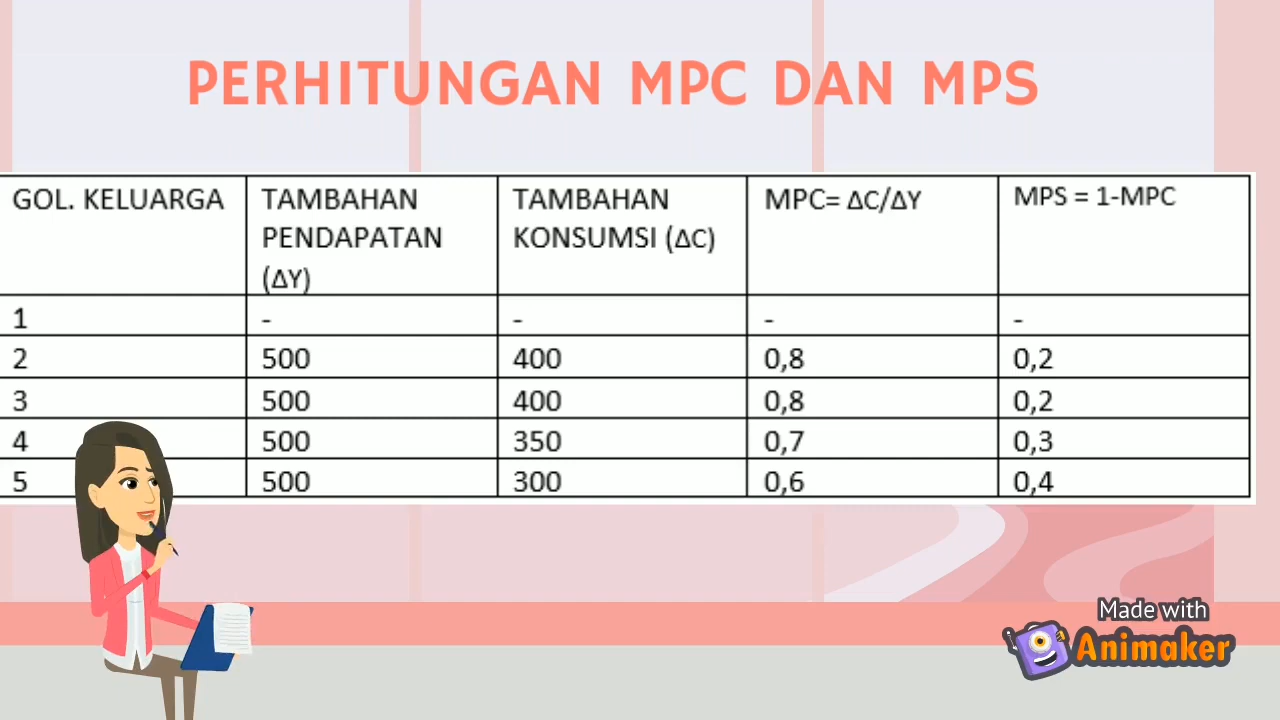 PERHITUNGAN MPC DAN MPS
GOL. KELUARGA TAMBAHAN PENDAPATAN (ΔY) TAMBAHAN KONSUMSI (ΔC) MPC= ΔC/ΔY MPS = 1-MPC
1 - - - -
2 500 400 0,8 0,2
3 500 400 0,8 0,2
4 500 350 0,7 0,3
5 500 300 0,6 0,4
Made with
Animaker